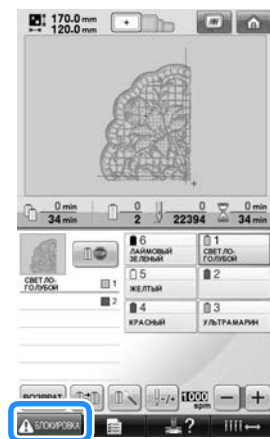 170.0 mm
120.0 mm
0 min
34 min
0
2
0
22394
0 min
34 min
СВЕТЛО-
ГОЛУБОЙ
1
2
6
ЛАЙМОВЫЙ
ЗЕЛЕНЫЙ
1
СВЕТЛО-
ГОЛУБОЙ
5
ЖЕЛТЫЙ
2
4
КРАСНЫЙ
3
УЛЬТРАМАРИН
ВОЗВРАТ
-/+
1000
spm
БЛОКИРОВКА
?